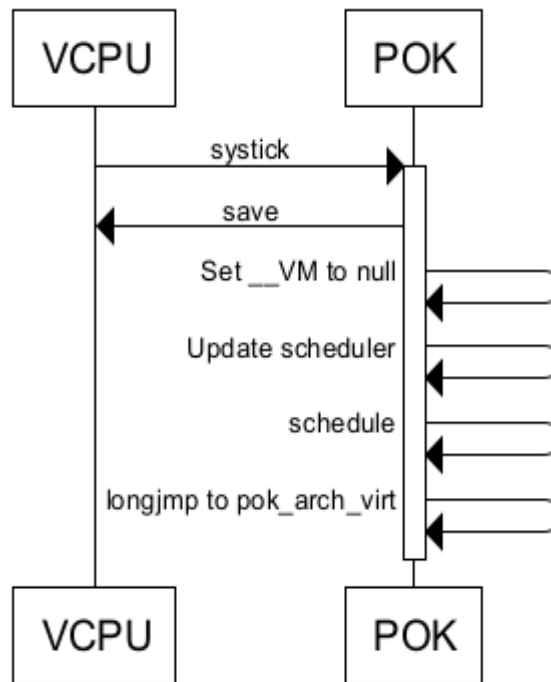 VCPU
POK
systick
save
Set __VM to null
Update scheduler
schedule
longjmp to pok_arch_virt
VCPU
POK